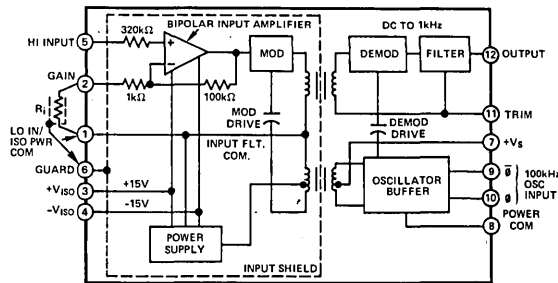 BIPOLAR INPUT AMPLIFIER
DC TO 1kHz
HI INPUT
5
320kΩ
+
−
MOD
DEMOD
FILTER
12
OUTPUT
GAIN
2
1kΩ
100kΩ
MOD
DRIVE
DEMOD
DRIVE
11
TRIM
Ri
LO IN/
ISO PWR
COM
1
INPUT FLT.
COM.
7
+VS
GUARD
6
+VISO
3
+15V
−VISO
4
-15V
POWER
SUPPLY
INPUT SHIELD
OSCILLATOR
BUFFER
9
Ø̅
10
Ø
100kHz
OSC
INPUT
8
POWER
COM